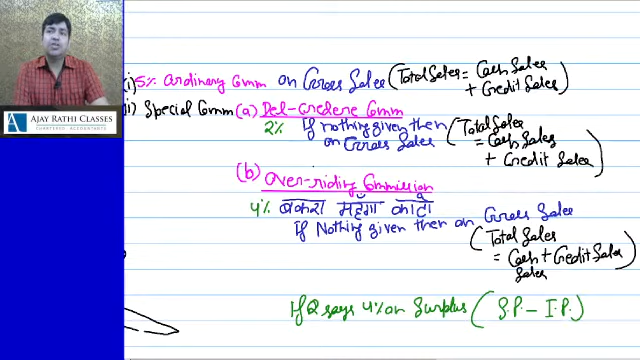 (i) 5% Ordinary Comm on Gross Sales (Total Sales = Cash Sales
+ Credit Sales)
ii) Special Comm (a) Del-Credere Comm
2% If nothing given then
on Gross Sales
(Total Sales
= Cash Sales
+ Credit Sales)
(b) Over-riding Commission
4% बकरा महँगा काटो
If Nothing given then on Gross Sales
(Total Sales
= Cash + Credit Sales)
Sales
If Q says 4% on Surplus (S.P. - I.P.)
AJAY RATHI CLASSES
CHARTERED ACCOUNTANTS